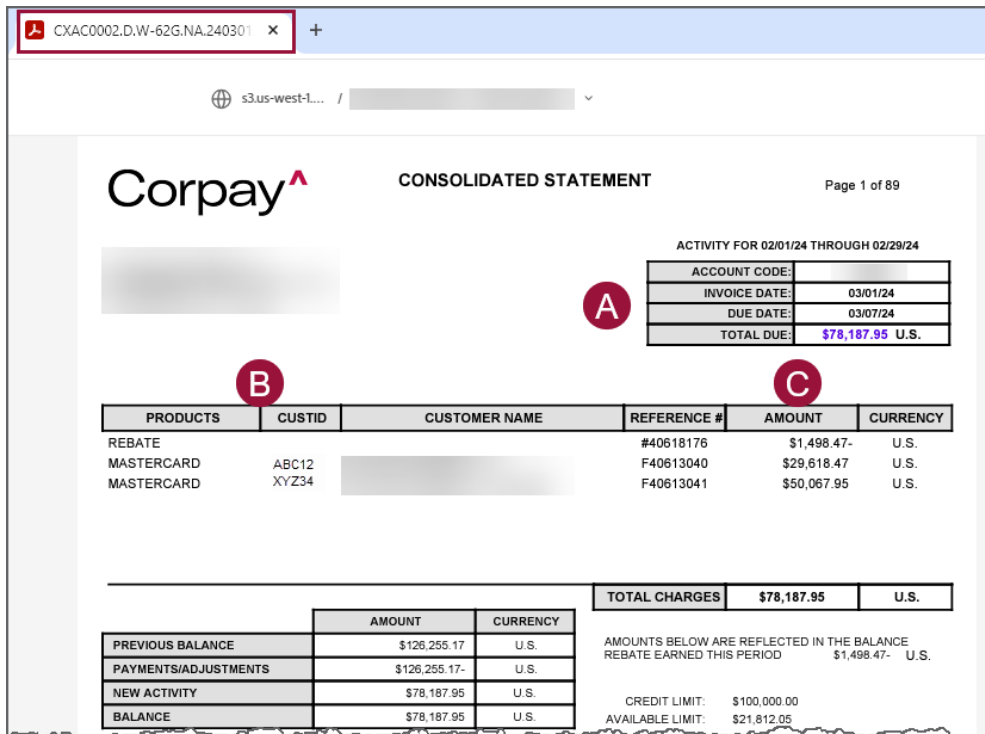 CXAC0002.D.W-62G.NA.240301
s3.us-west-1.... /
Corpay^
CONSOLIDATED STATEMENT
Page 1 of 89
ACTIVITY FOR 02/01/24 THROUGH 02/29/24
ACCOUNT CODE:
INVOICE DATE: 03/01/24
DUE DATE: 03/07/24
TOTAL DUE: $78,187.95 U.S.
A
B
C
PRODUCTS CUSTID CUSTOMER NAME REFERENCE # AMOUNT CURRENCY
REBATE #40618176 $1,498.47- U.S.
MASTERCARD ABC12 F40613040 $29,618.47 U.S.
MASTERCARD XYZ34 F40613041 $50,067.95 U.S.
TOTAL CHARGES $78,187.95 U.S.
AMOUNT CURRENCY
PREVIOUS BALANCE $126,255.17 U.S.
PAYMENTS/ADJUSTMENTS $126,255.17- U.S.
NEW ACTIVITY $78,187.95 U.S.
BALANCE $78,187.95 U.S.
AMOUNTS BELOW ARE REFLECTED IN THE BALANCE
REBATE EARNED THIS PERIOD $1,498.47- U.S.
CREDIT LIMIT: $100,000.00
AVAILABLE LIMIT: $21,812.05